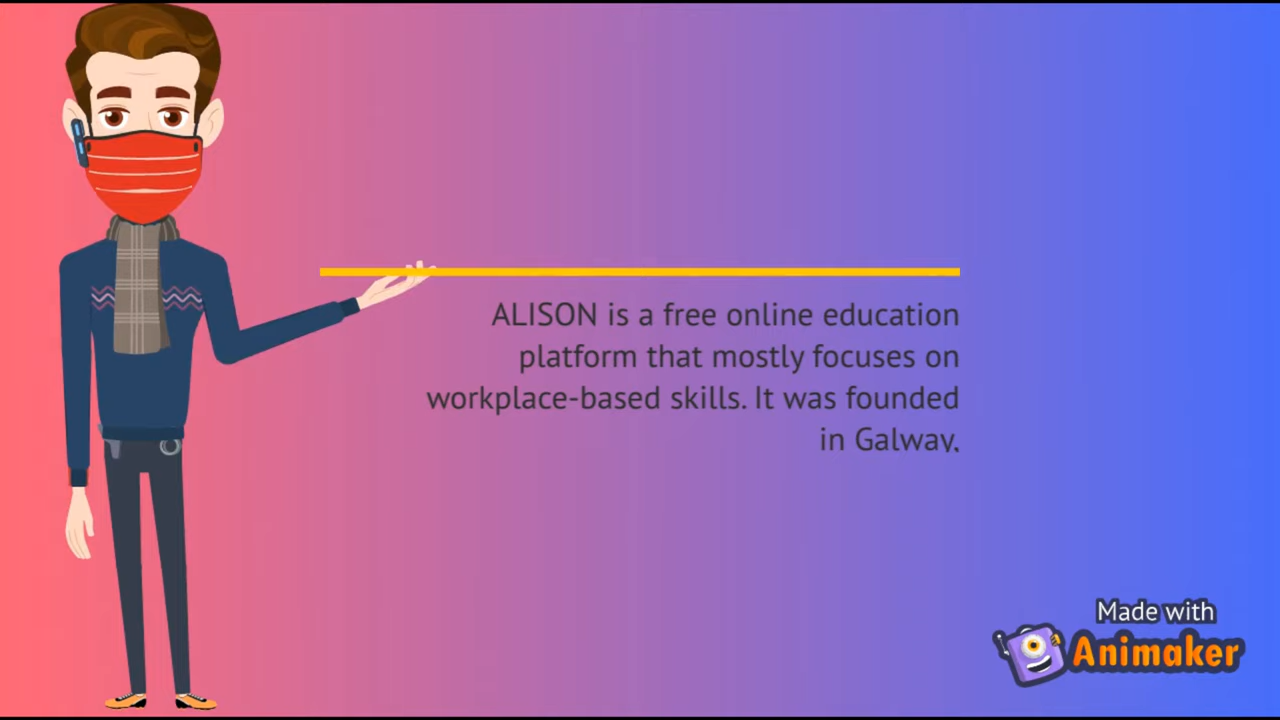 ALISON is a free online education
platform that mostly focuses on
workplace-based skills. It was founded
in Galway,
Made with
Animaker